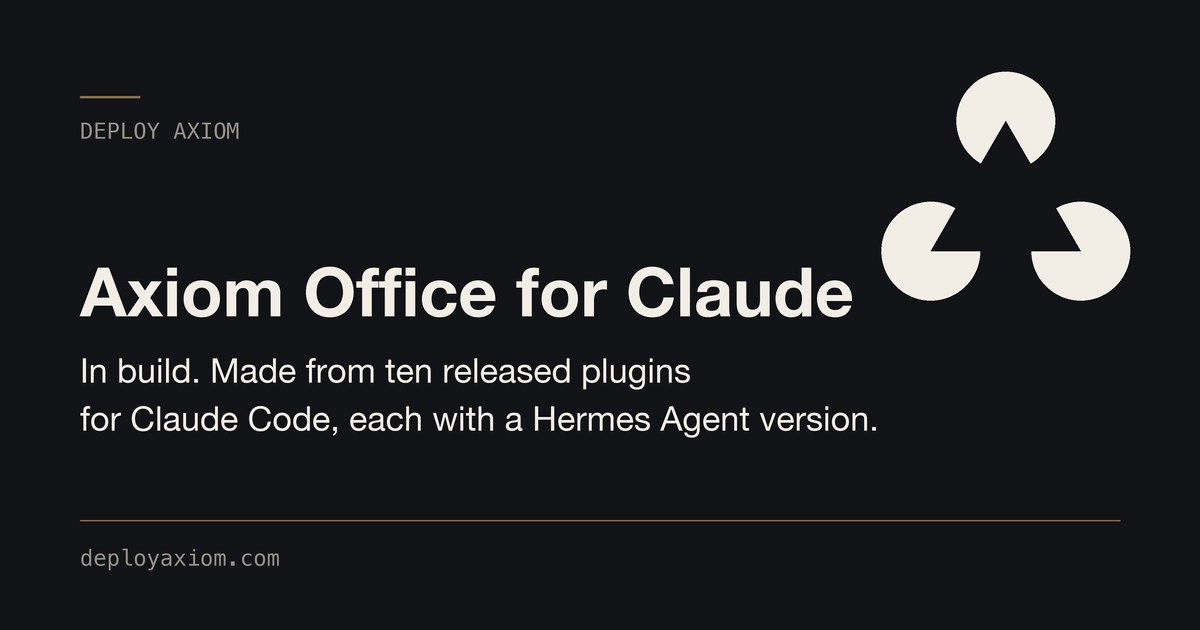 DEPLOY AXIOM
Axiom Office for Claude
In build. Made from ten released plugins
for Claude Code, each with a Hermes Agent version.
deployaxiom.com